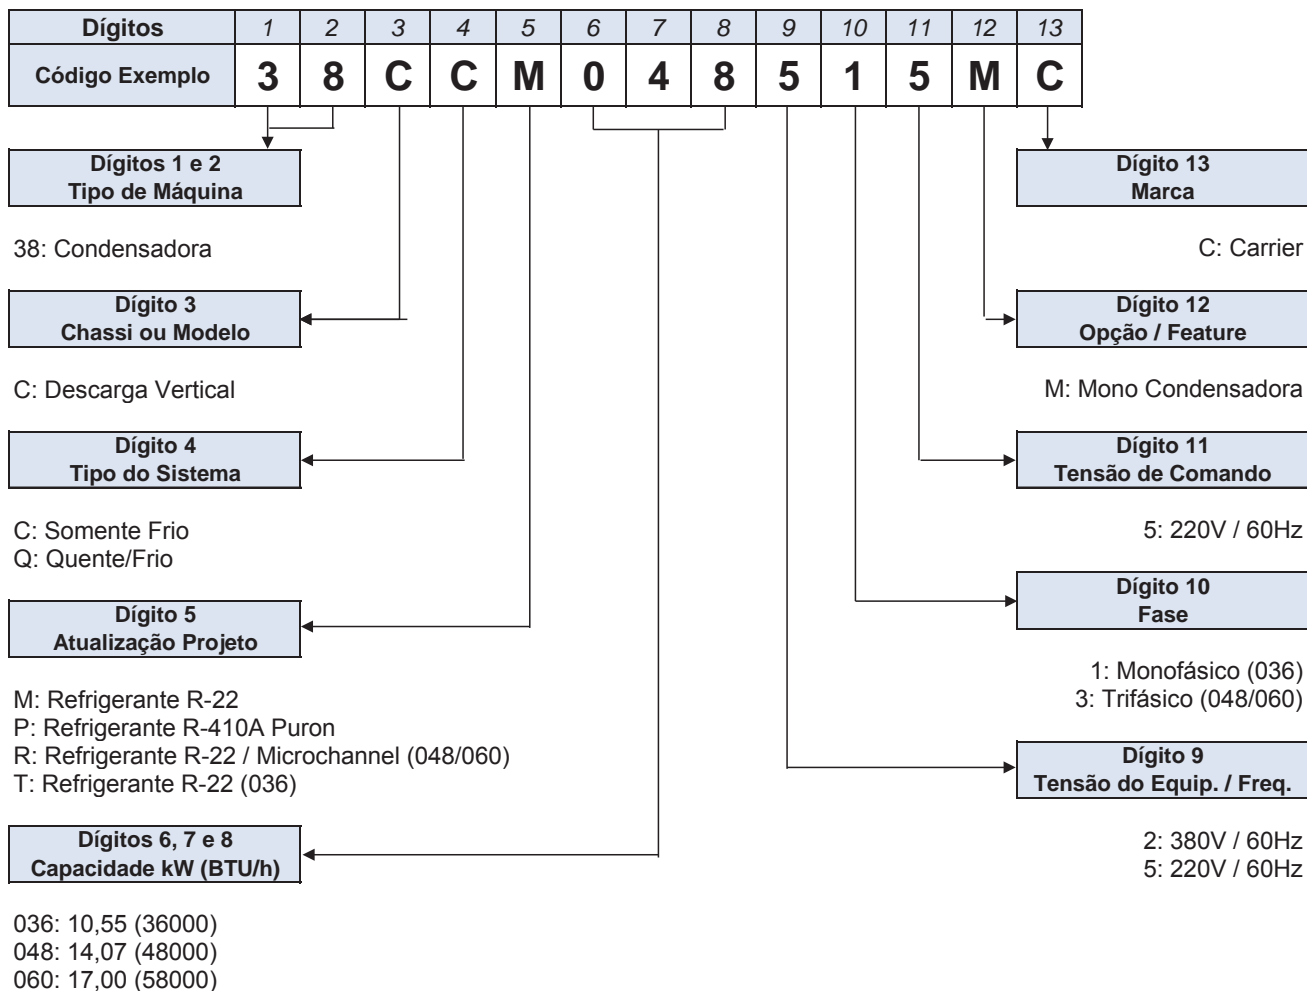 Dígitos 1 2 3 4 5 6 7 8 9 10 11 12 13
Código Exemplo 3 8 C C M 0 4 8 5 1 5 M C
Dígitos 1 e 2
Tipo de Máquina
38: Condensadora
Dígito 3
Chassi ou Modelo
C: Descarga Vertical
Dígito 4
Tipo do Sistema
C: Somente Frio
Q: Quente/Frio
Dígito 5
Atualização Projeto
M: Refrigerante R-22
P: Refrigerante R-410A Puron
R: Refrigerante R-22 / Microchannel (048/060)
T: Refrigerante R-22 (036)
Dígitos 6, 7 e 8
Capacidade kW (BTU/h)
036: 10,55 (36000)
048: 14,07 (48000)
060: 17,00 (58000)
Dígito 13
Marca
C: Carrier
Dígito 12
Opção / Feature
M: Mono Condensadora
Dígito 11
Tensão de Comando
5: 220V / 60Hz
Dígito 10
Fase
1: Monofásico (036)
3: Trifásico (048/060)
Dígito 9
Tensão do Equip. / Freq.
2: 380V / 60Hz
5: 220V / 60Hz